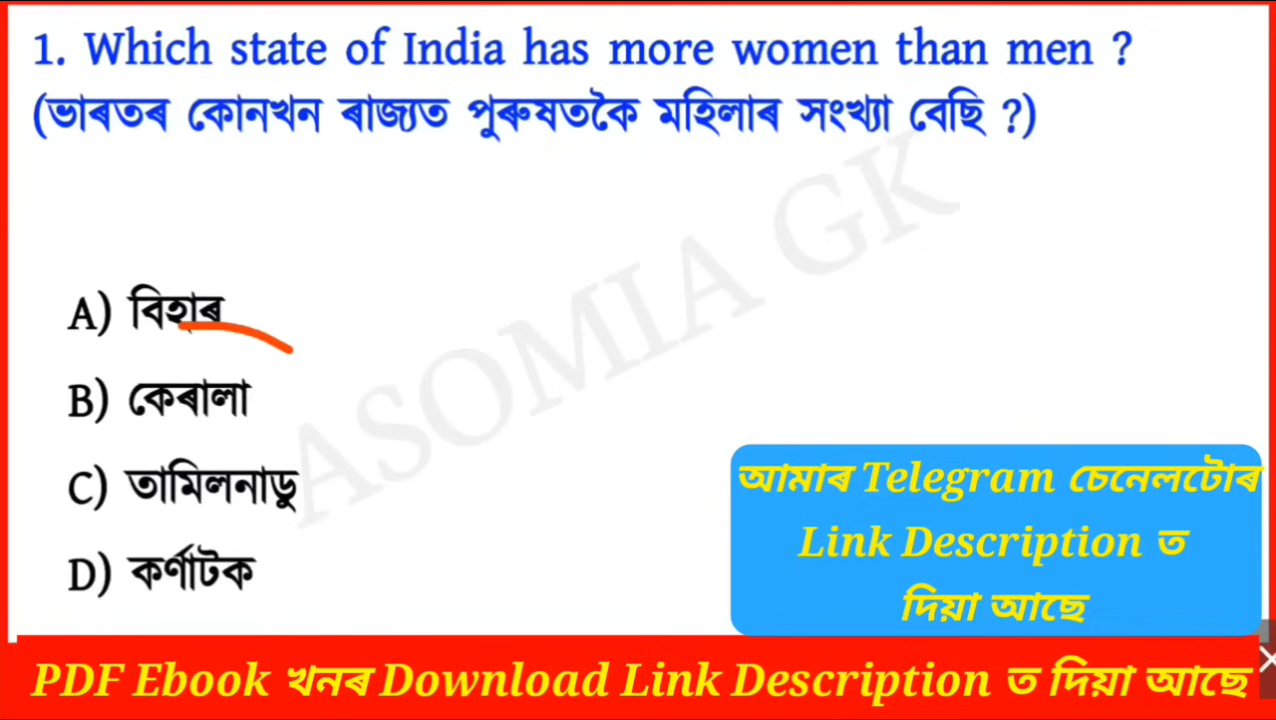 1. Which state of India has more women than men ?
(ভাৰতৰ কোনখন ৰাজ্যত পুৰুষতকৈ মহিলাৰ সংখ্যা বেছি ?)
ASOMIA GK
A) বিহাৰ
B) কেৰালা
C) তামিলনাডু
D) কৰ্ণাটক
আমাৰ Telegram চেনেলটোৰ
Link Description ত
দিয়া আছে
PDF Ebook খনৰ Download Link Description ত দিয়া আছে